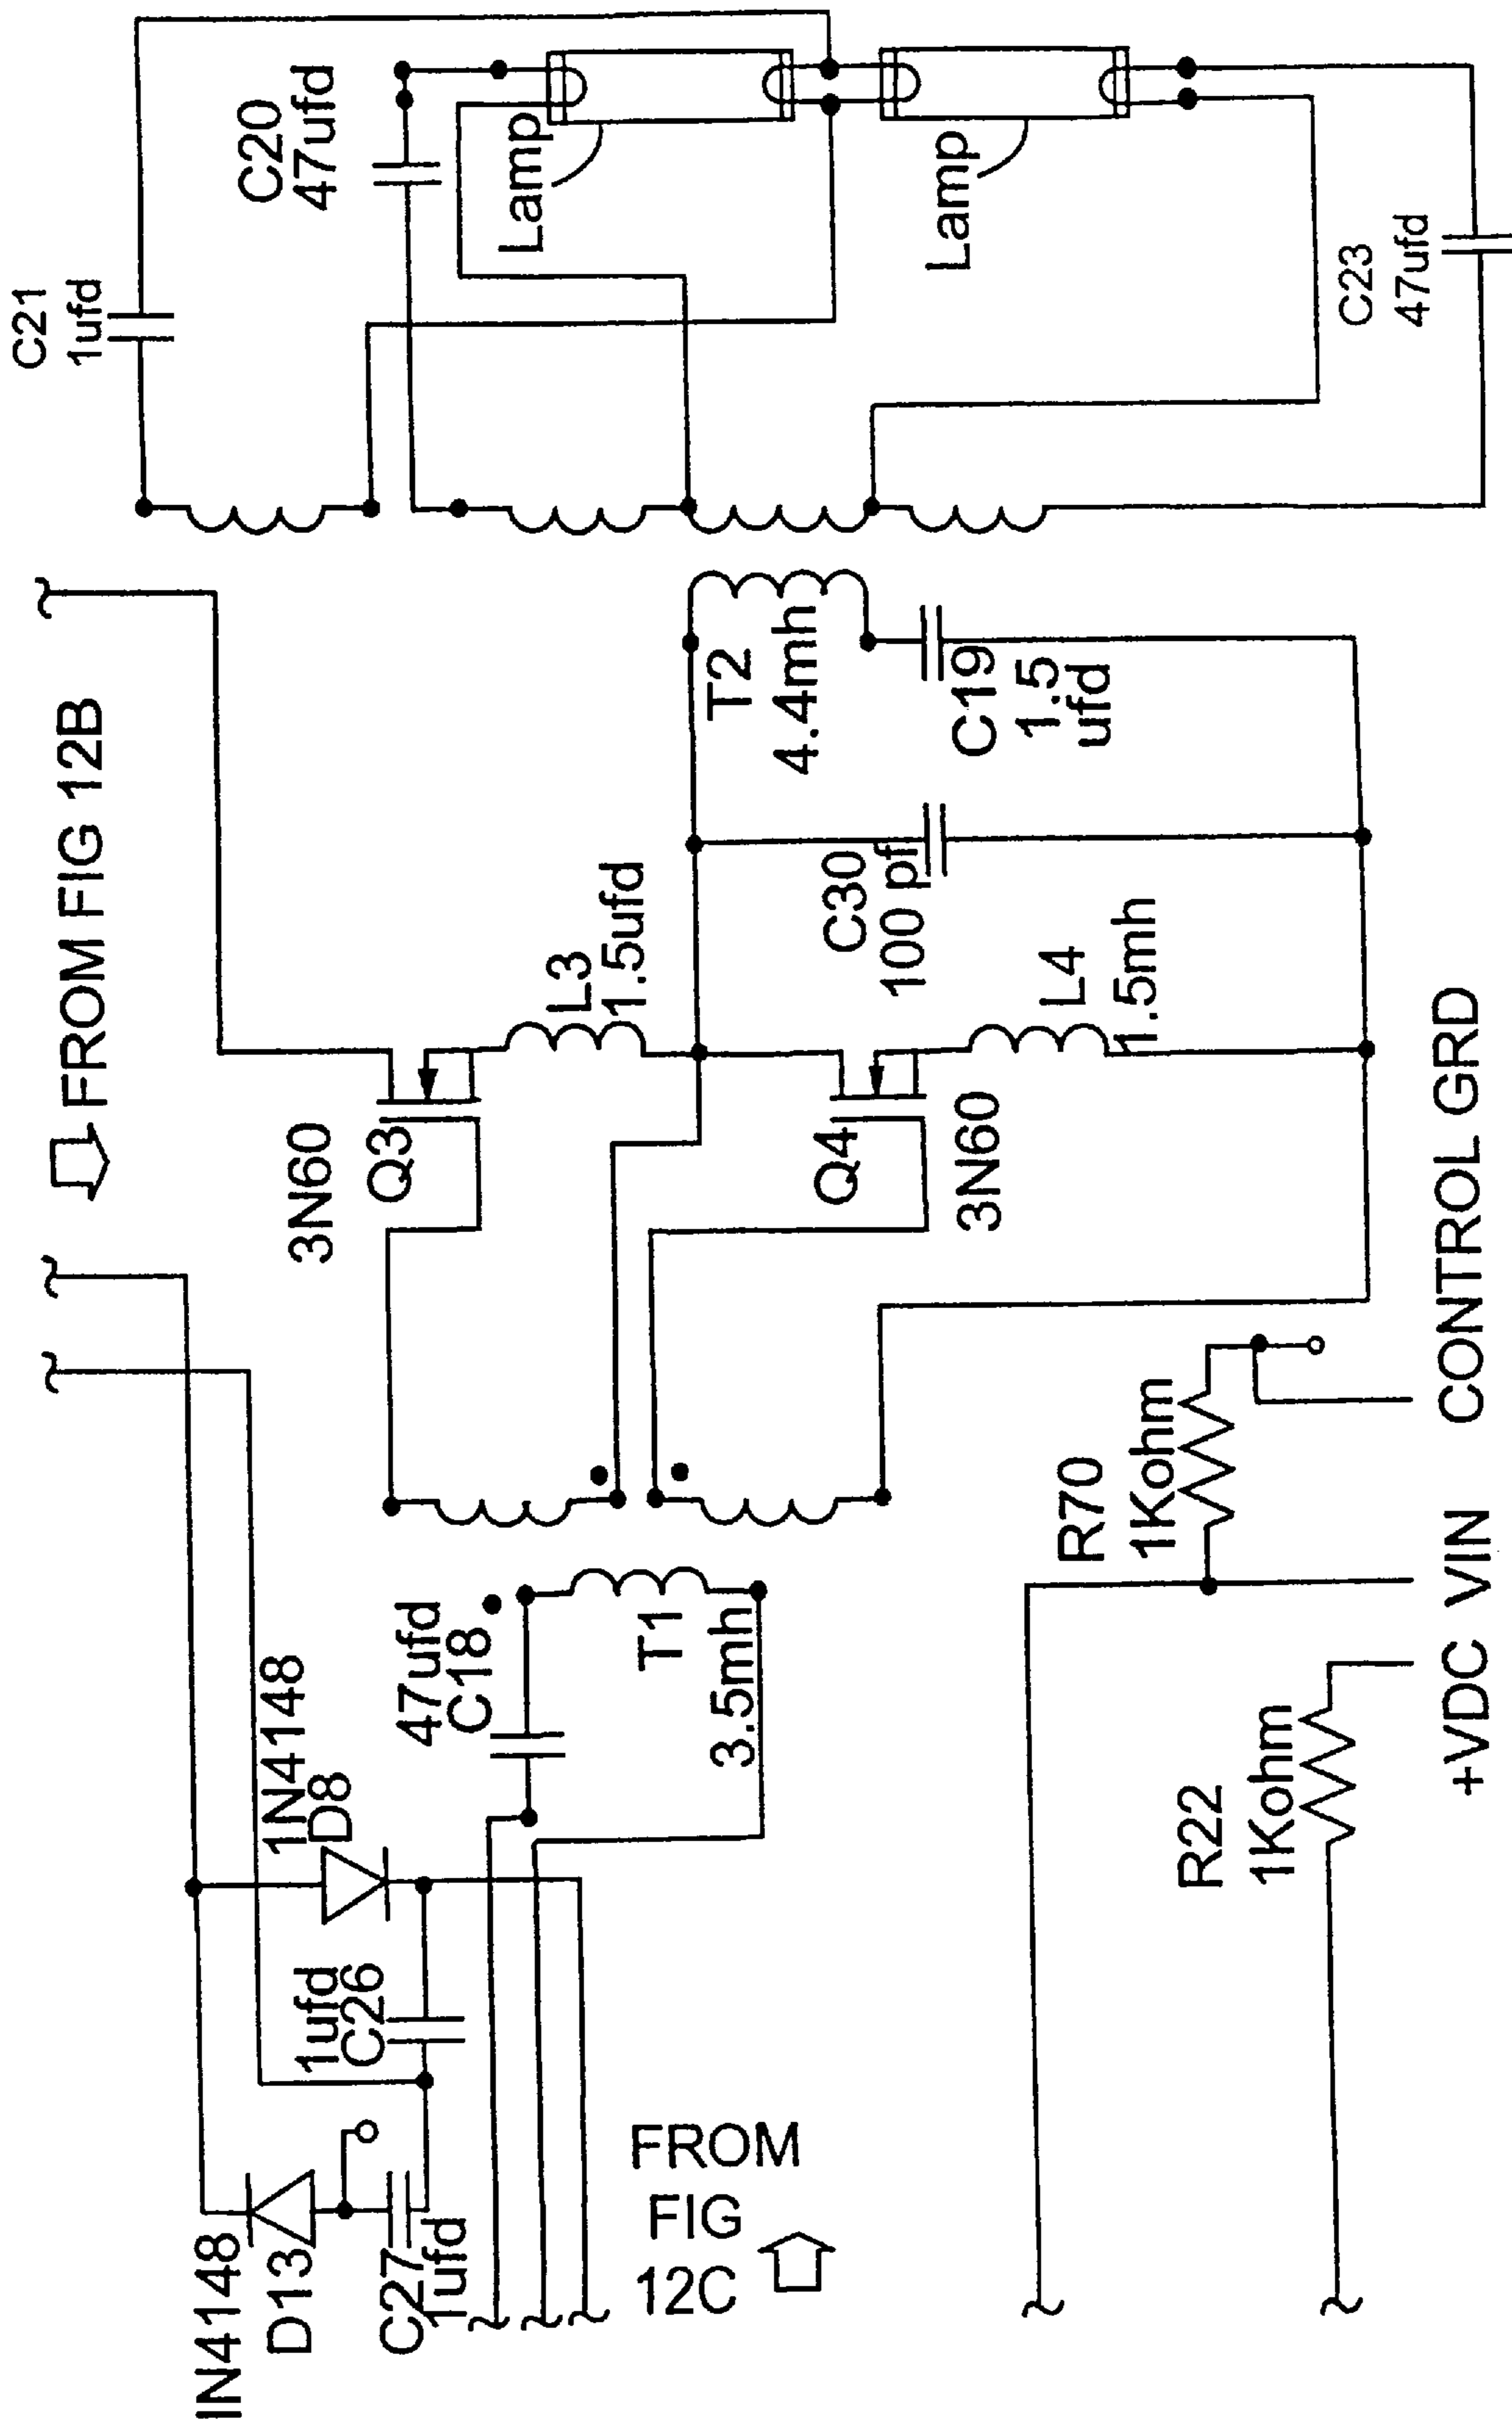 C21
1ufd
C20
47ufd
Lamp
Lamp
C23
47ufd
FROM FIG 12B
T2
4.4mh
C19
1.5
ufd
L3
1.5ufd
C30
100 pf
L4
1.5mh
3N60
Q3
Q4
3N60
47ufd
C18
T1
3.5mh
1N4148
D8
1ufd
C26
IN4148
D13
C27
1ufd
FROM
FIG
12C
R70
1Kohm
R22
1Kohm
+VDC VIN CONTROL GRD